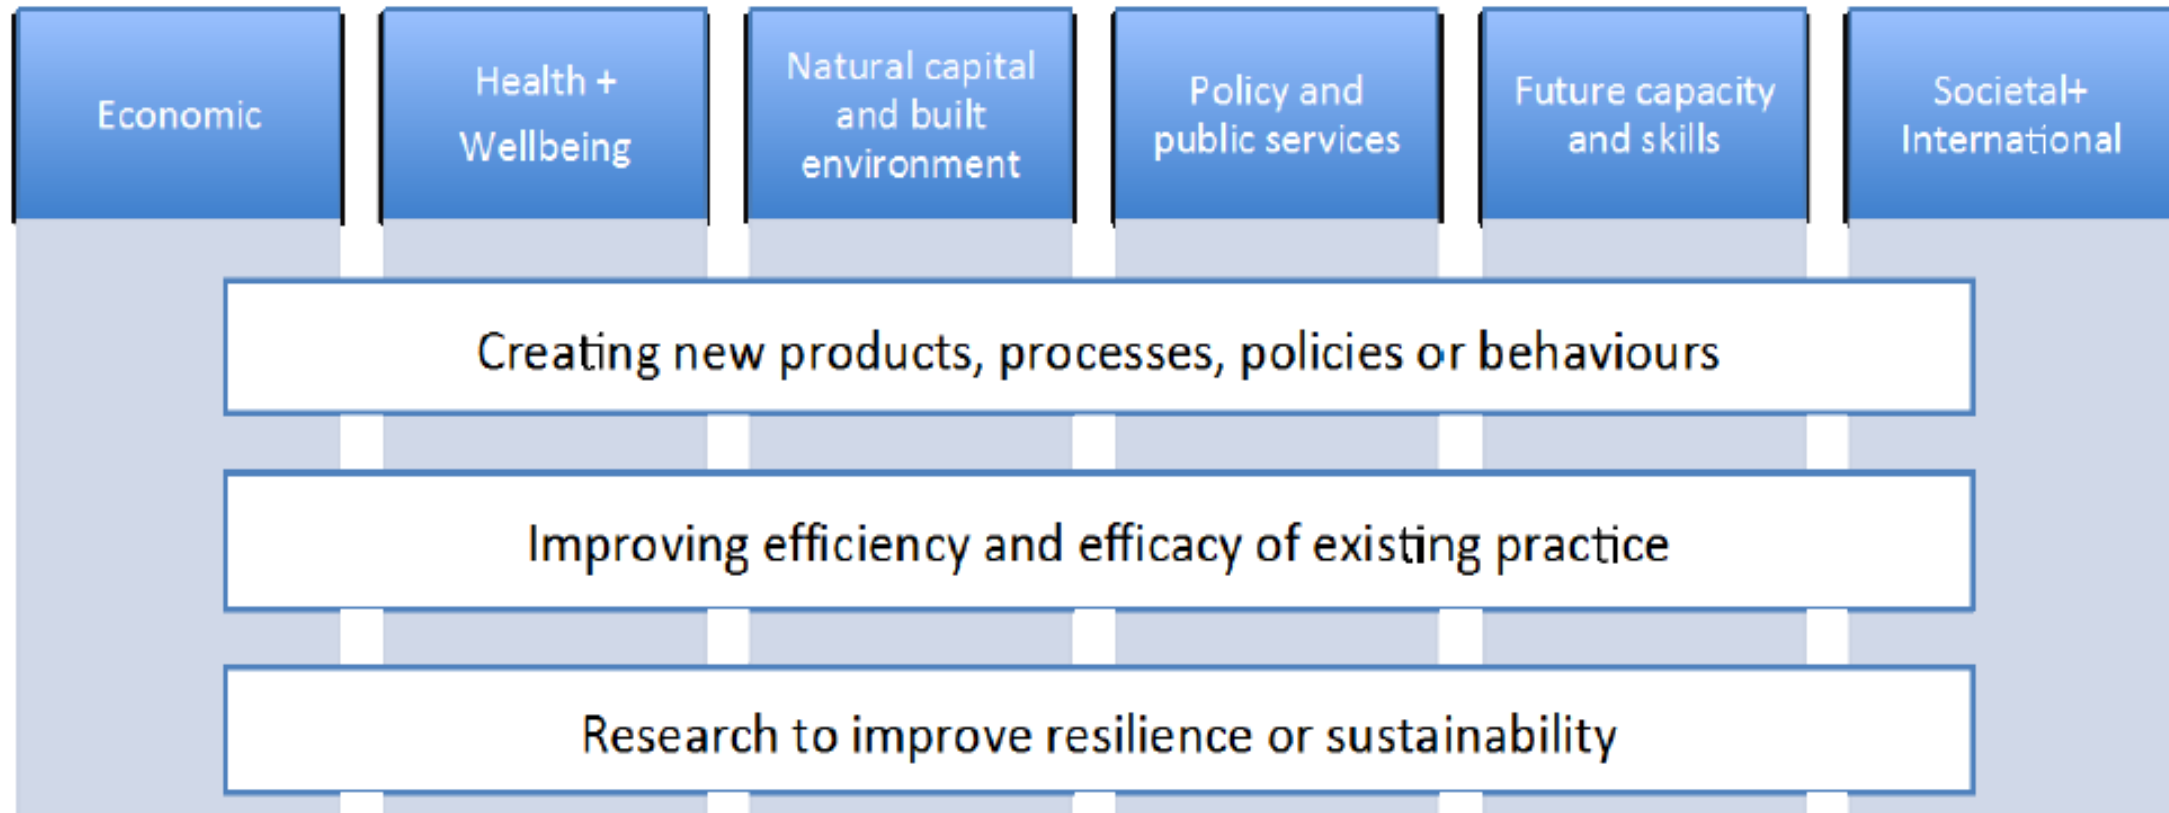 Economic
Health +
Wellbeing
Natural capital
and built
environment
Policy and
public services
Future capacity
and skills
Societal+
International
Creating new products, processes, policies or behaviours
Improving efficiency and efficacy of existing practice
Research to improve resilience or sustainability